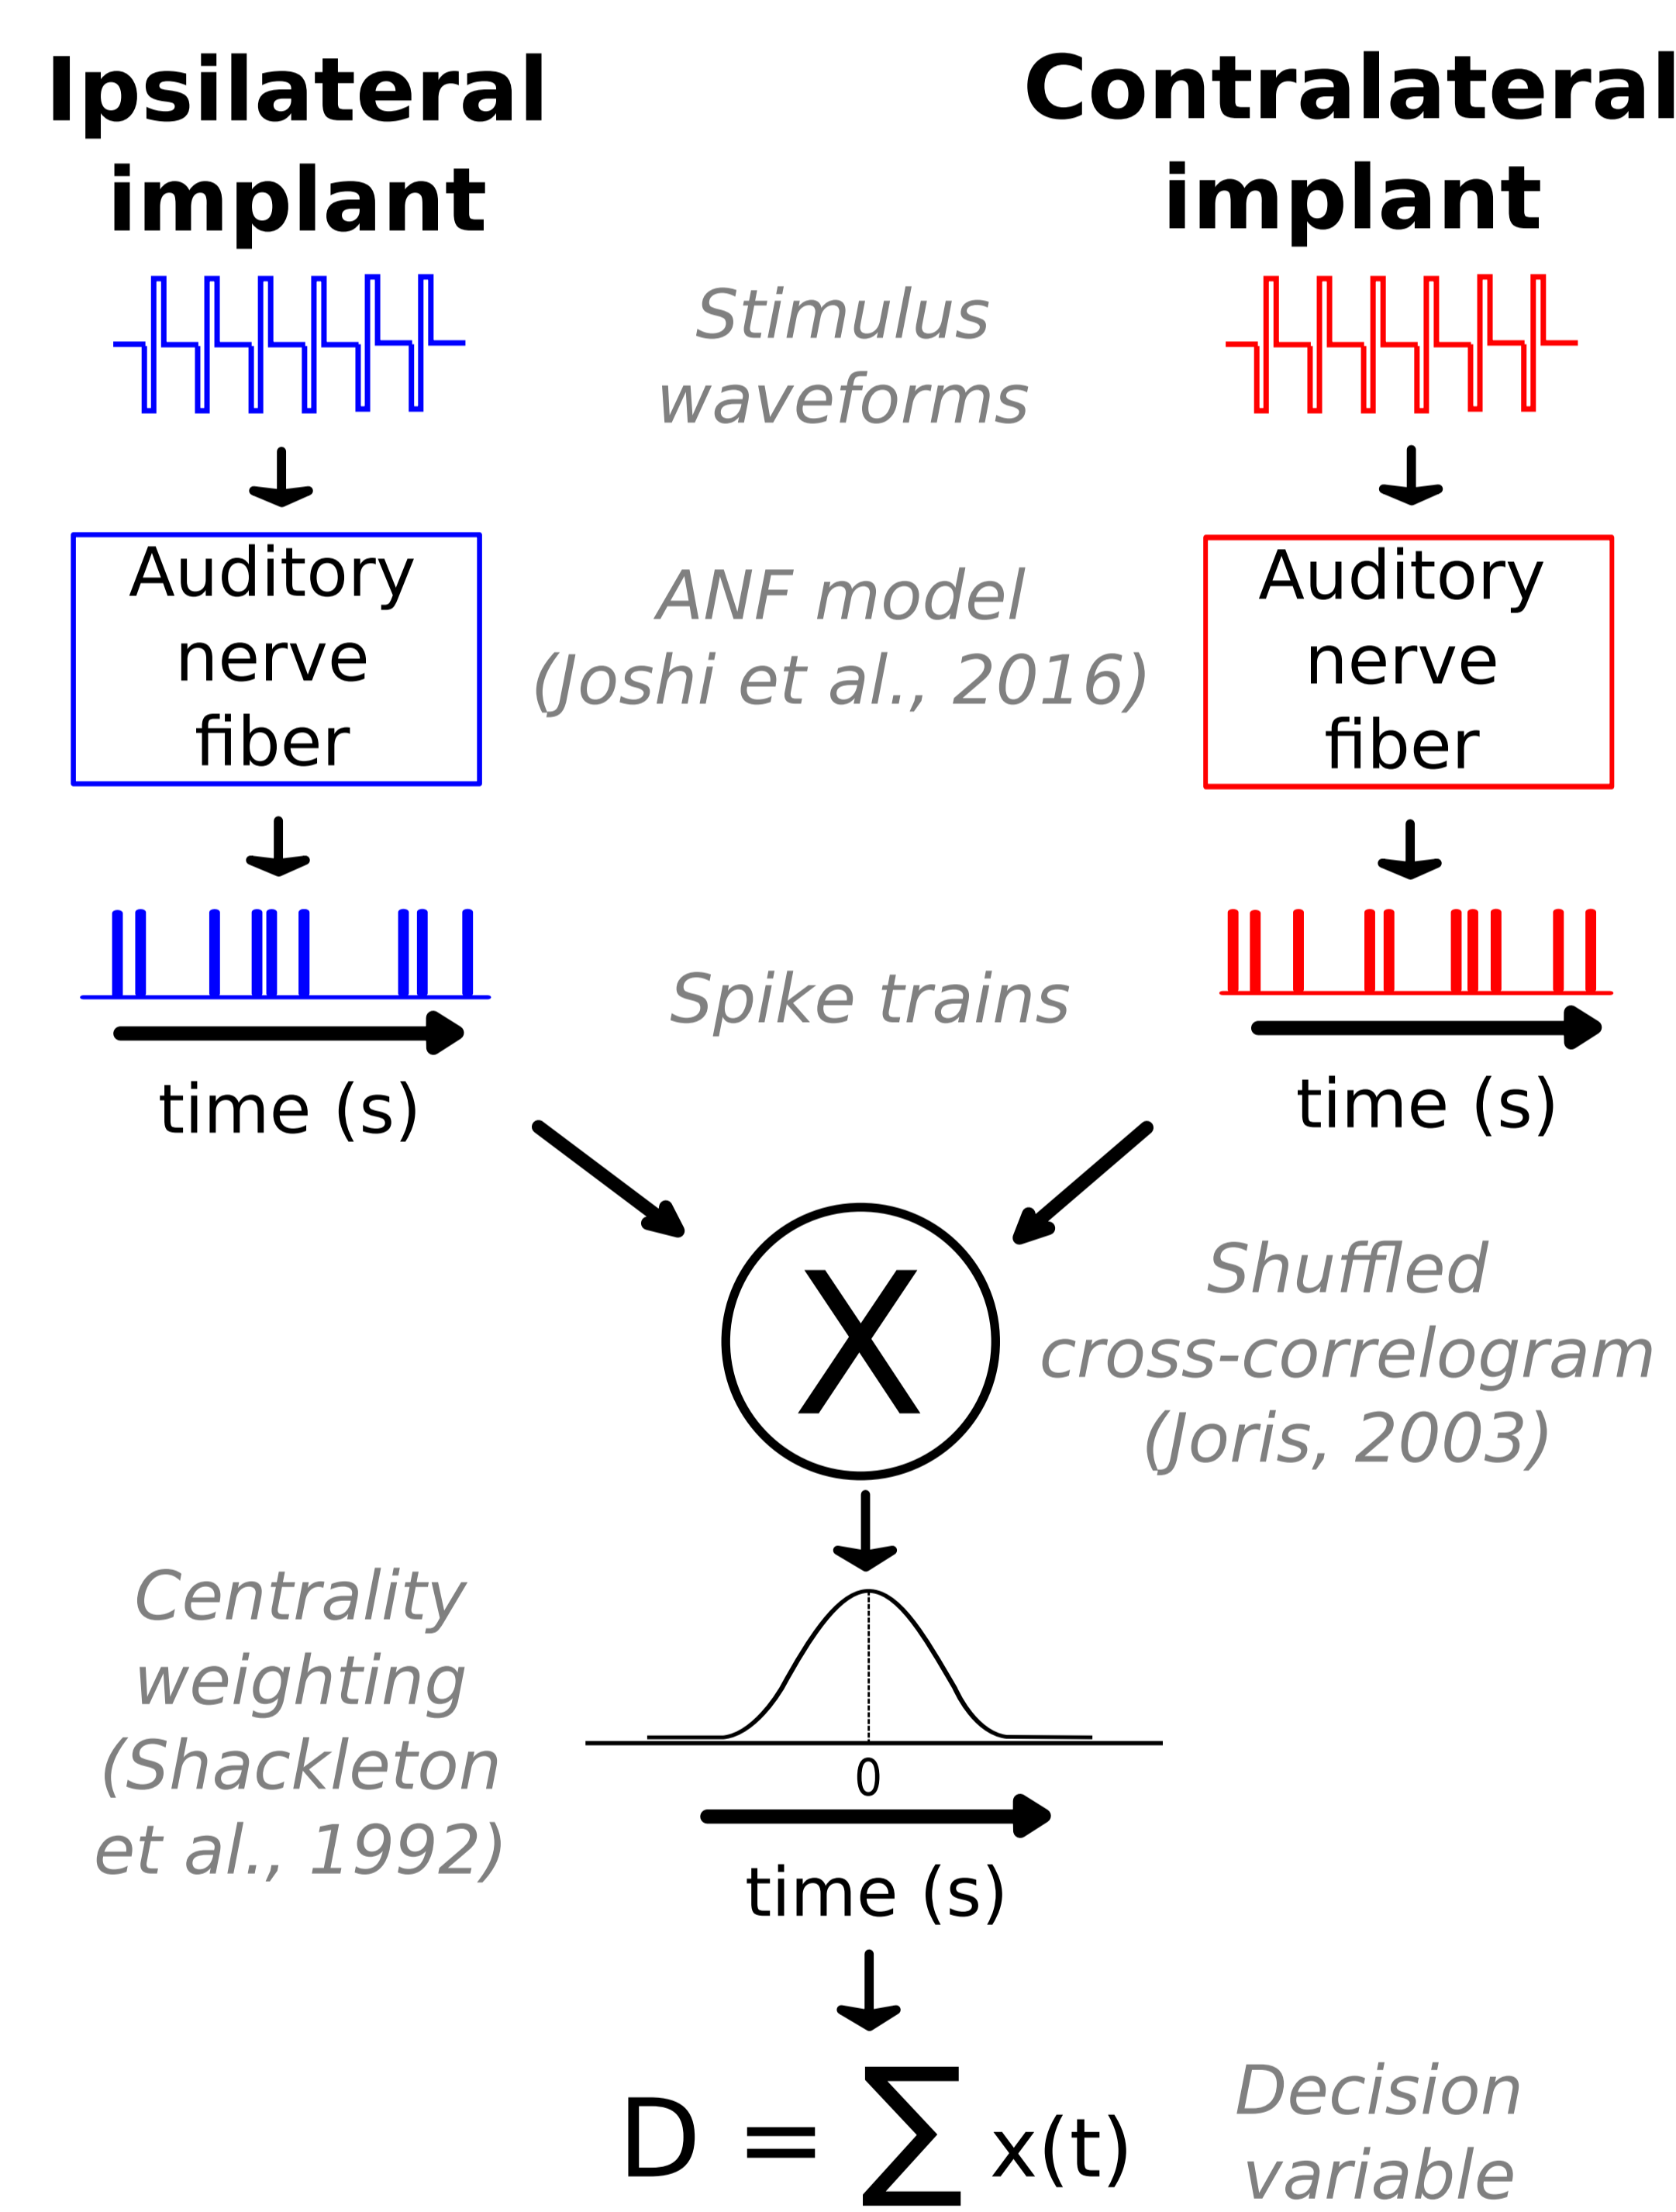 Ipsilateral
implant
Contralateral
implant
Stimulus
waveforms
Auditory
nerve
fiber
ANF model
(Joshi et al., 2016)
Auditory
nerve
fiber
Spike trains
time (s)
time (s)
X
Shuffled
cross-correlogram
(Joris, 2003)
Centrality
weighting
(Shackleton
et al., 1992)
0
time (s)
D = ∑ x(t)
Decision
variable